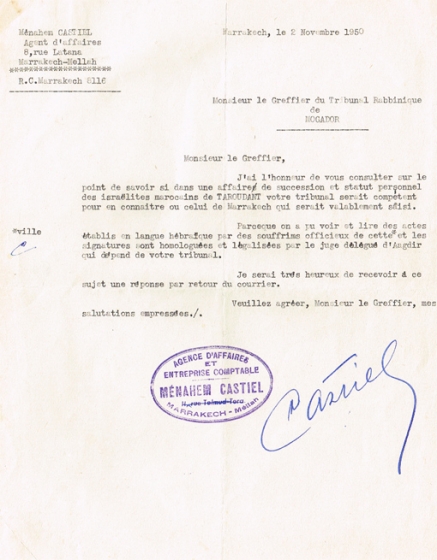 Ménahen CASTIEL
Agent d'affaires
8,rue Latana
Marrakech-Mellah
********************
R.C.Marrakech 8116
Marrakech, le 2 Novembre 1950
Monsieur le Greffier du Tribunal Rabbinique
de
MOGADOR
Monsieur le Greffier,
J'ai l'honneur de vous consulter sur le
point de savoir si dans une affaire de succession et statut personnel
des israélites marocains de TAROUDANT votre tribunal serait compétent
pour en connaitre ou celui de Marrakech qui serait valablement saisi.
Parceque on a pu voir et lire des actes
établis en langue hébraïque par des souffrims officieux de cette* et les
signatures sont homologuées et légalisées par le juge délégué d'Agdir
qui dépend de votre tribunal.
*ville
Je serai très heureux de recevoir à ce
sujet une réponse par retour du courrier.
Veuillez agréer, Monsieur le Greffier, mes
salutations empressées./.
AGENCE D'AFFAIRES
ET
ENTREPRISE COMPTABLE
MÉNAHEM CASTIEL
MARRAKECH - Mellah
Castiel